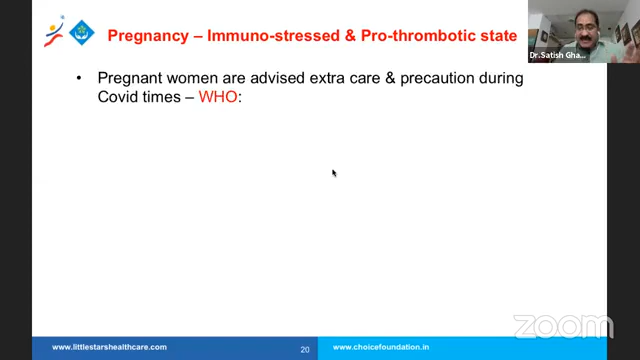 Pregnancy – Immuno-stressed & Pro-thrombotic state
Dr.Satish Gha...
• Pregnant women are advised extra care & precaution during
Covid times – WHO:
zoom
www.littlestarshealthcare.com
20
www.choicefoundation.in